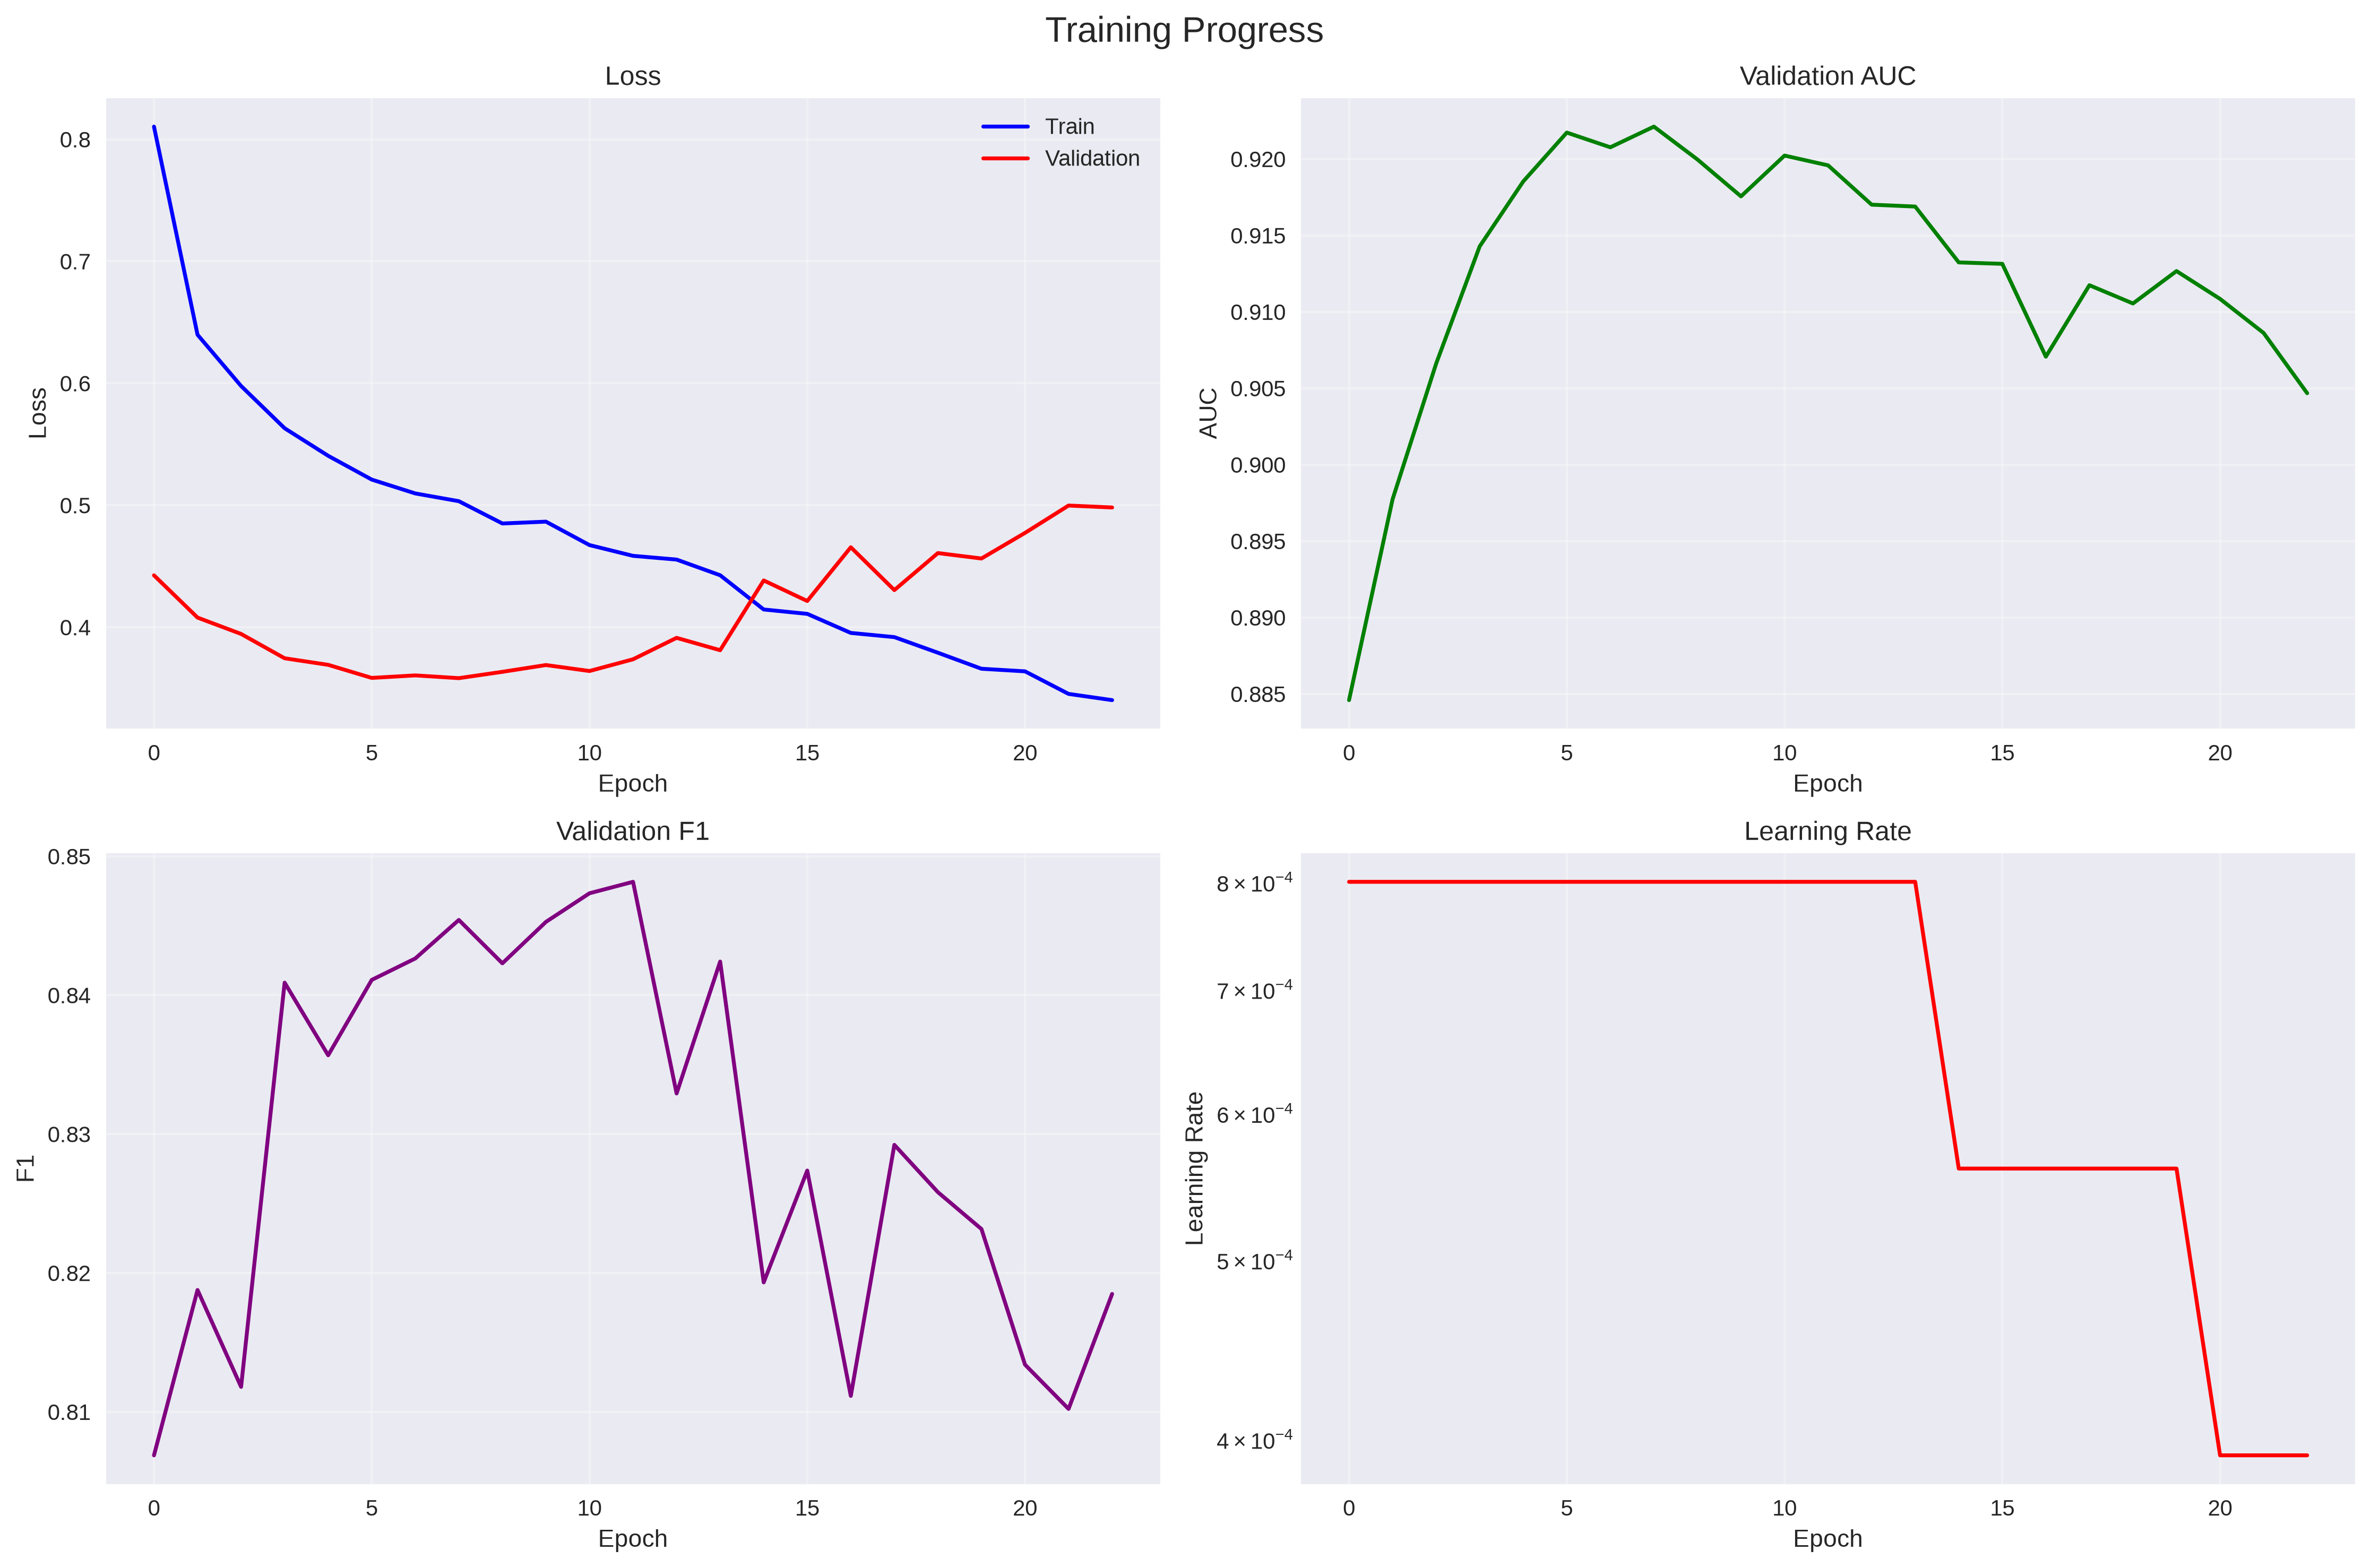 Training Progress
Loss
Train
Validation
0.8
0.7
0.6
0.5
0.4
Loss
0
5
10
15
20
Epoch
Validation AUC
0.920
0.915
0.910
0.905
0.900
0.895
0.890
0.885
AUC
0
5
10
15
20
Epoch
Validation F1
0.85
0.84
0.83
0.82
0.81
F1
0
5
10
15
20
Epoch
Learning Rate
8 × 10⁻⁴
7 × 10⁻⁴
6 × 10⁻⁴
5 × 10⁻⁴
4 × 10⁻⁴
Learning Rate
0
5
10
15
20
Epoch